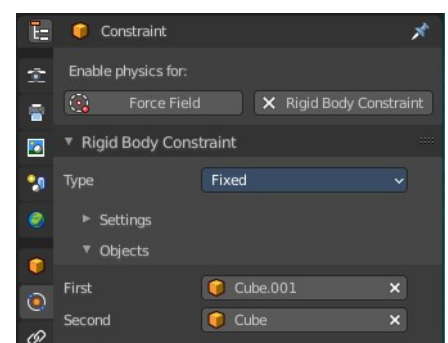 Constraint
Enable physics for:
Force Field
Rigid Body Constraint
Rigid Body Constraint
Type Fixed
Settings
Objects
First Cube.001
Second Cube